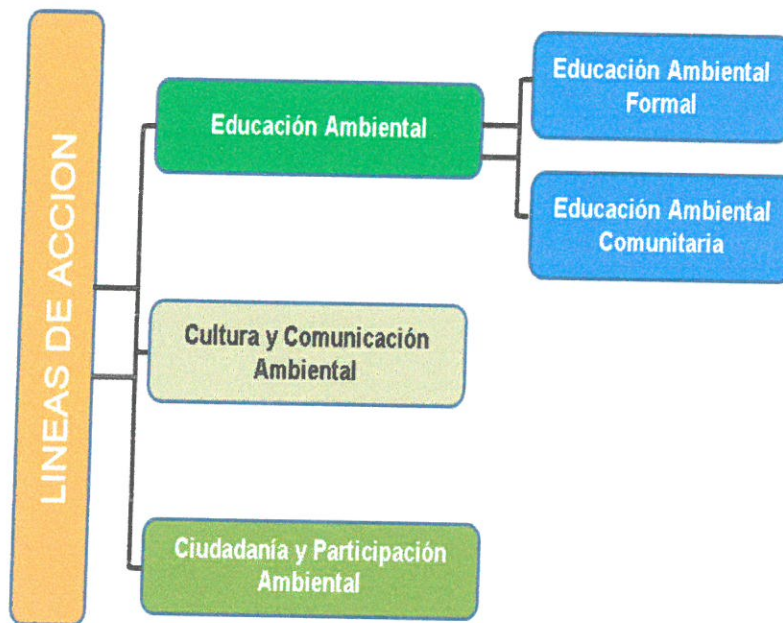 LINEAS DE ACCION
Educación Ambiental
Educación Ambiental
Formal
Educación Ambiental
Comunitaria
Cultura y Comunicación
Ambiental
Ciudadanía y Participación
Ambiental